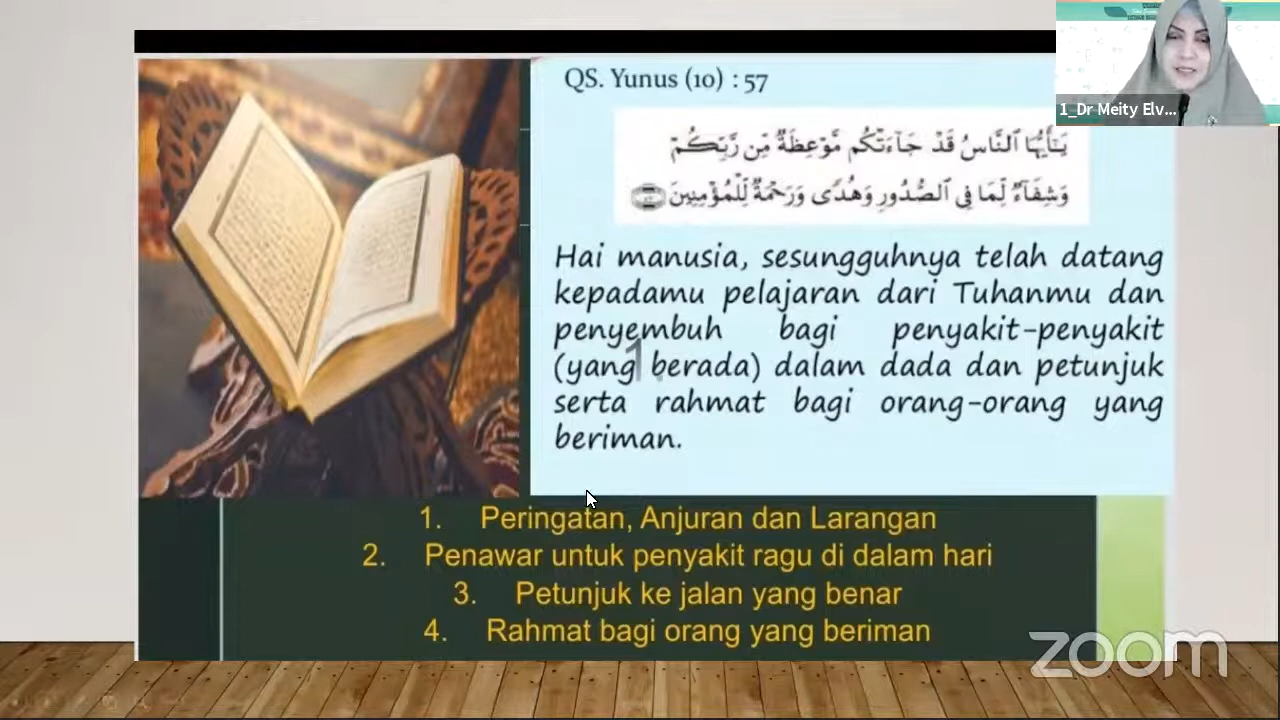 QS. Yunus (10) : 57
يَٰٓأَيُّهَا ٱلنَّاسُ قَدْ جَآءَتْكُم مَّوْعِظَةٌ مِّن رَّبِّكُمْ
وَشِفَآءٌ لِّمَا فِى ٱلصُّدُورِ وَهُدًى وَرَحْمَةٌ لِّلْمُؤْمِنِينَ
Hai manusia, sesungguhnya telah datang
kepadamu pelajaran dari Tuhanmu dan
penyembuh bagi penyakit-penyakit
(yang berada) dalam dada dan petunjuk
serta rahmat bagi orang-orang yang
beriman.
1. Peringatan, Anjuran dan Larangan
2. Penawar untuk penyakit ragu di dalam hari
3. Petunjuk ke jalan yang benar
4. Rahmat bagi orang yang beriman
1_Dr Meity Elv...
zoom